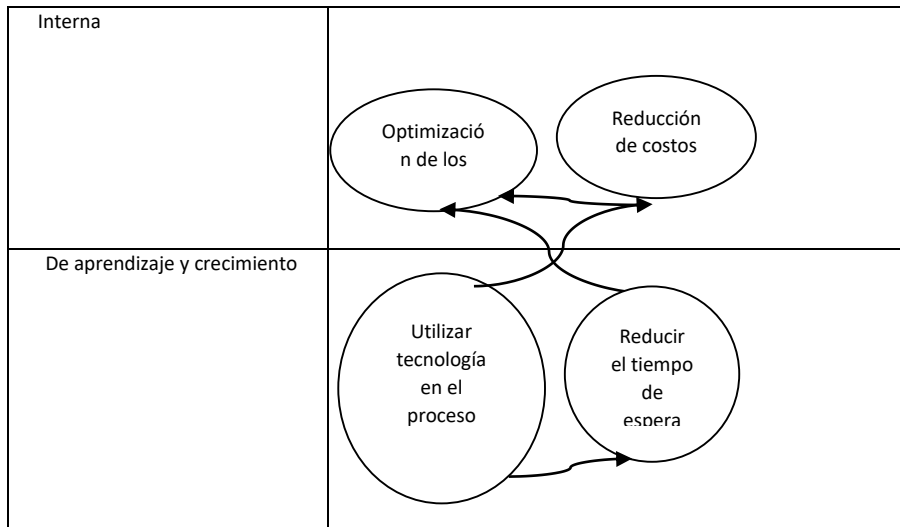 Interna
Optimizació
n de los
Reducción
de costos
De aprendizaje y crecimiento
Utilizar
tecnología
en el
proceso
Reducir
el tiempo
de
espera